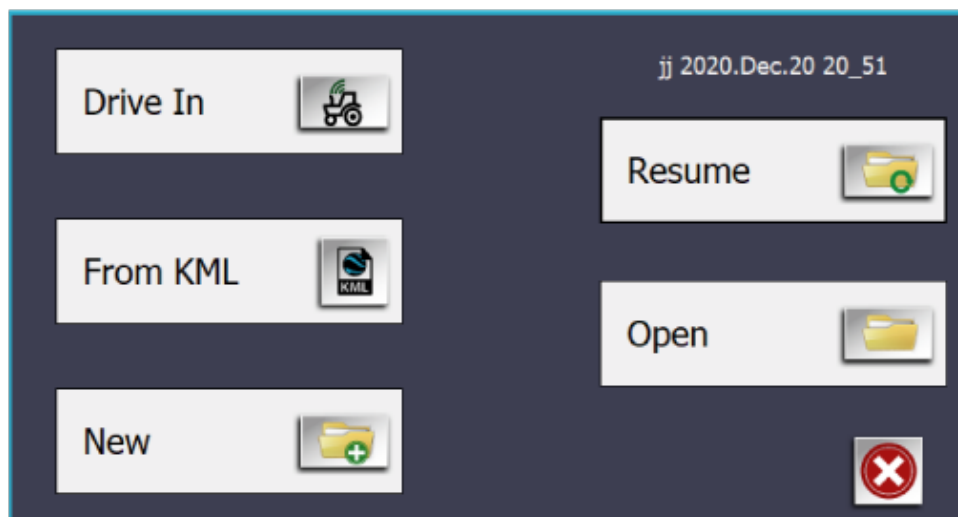 Drive In
From KML
KML
New
jj 2020.Dec.20 20_51
Resume
Open